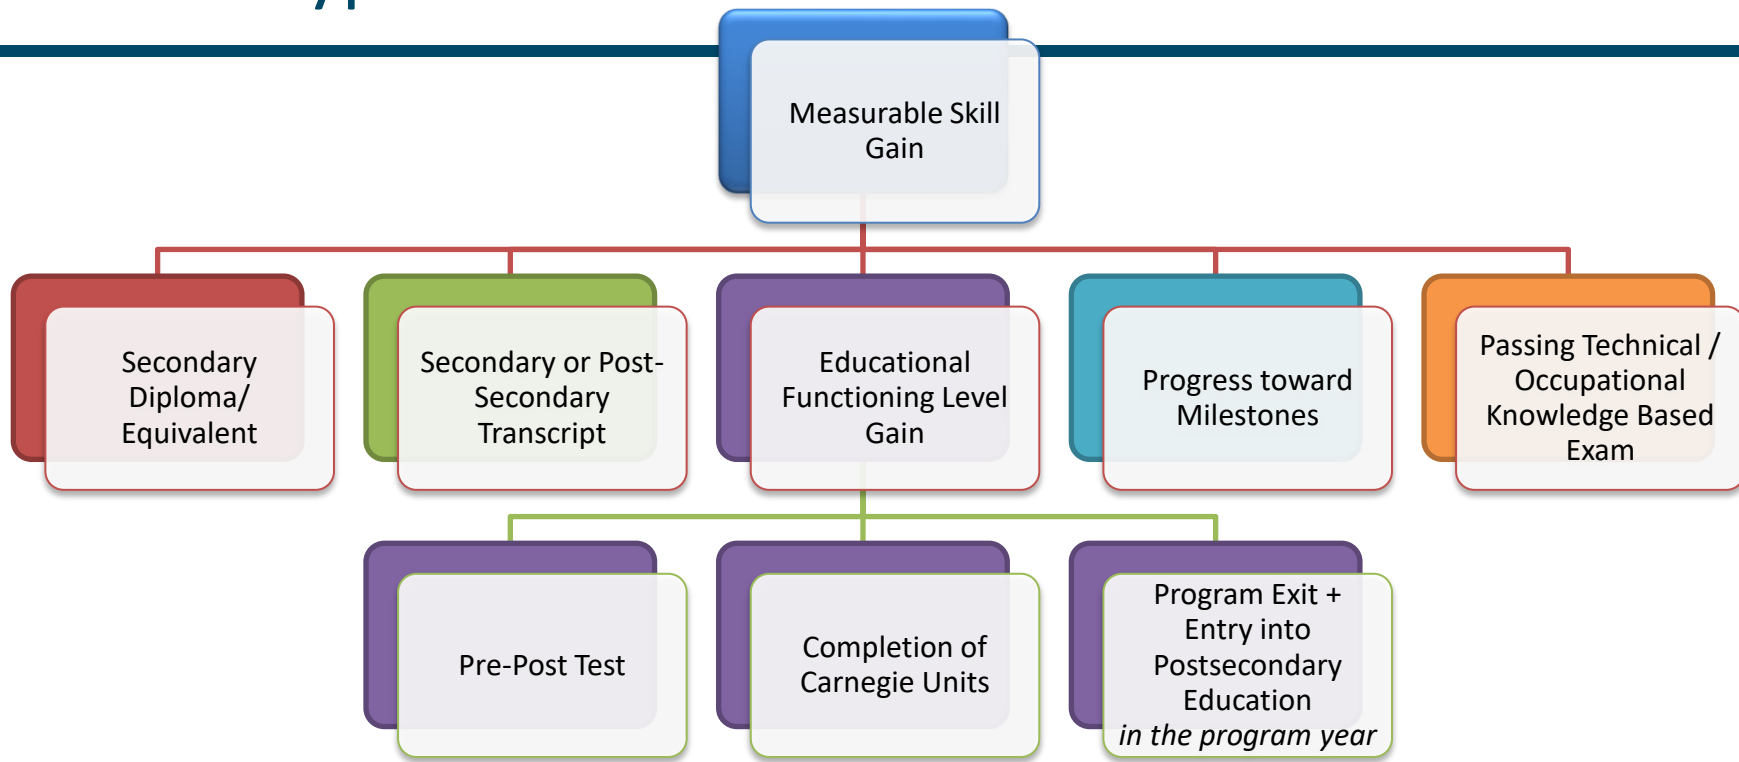 Measurable Skill
Gain
Secondary
Diploma/
Equivalent
Secondary or Post-
Secondary
Transcript
Educational
Functioning Level
Gain
Progress toward
Milestones
Passing Technical /
Occupational
Knowledge Based
Exam
Pre-Post Test
Completion of
Carnegie Units
Program Exit +
Entry into
Postsecondary
Education
in the program year